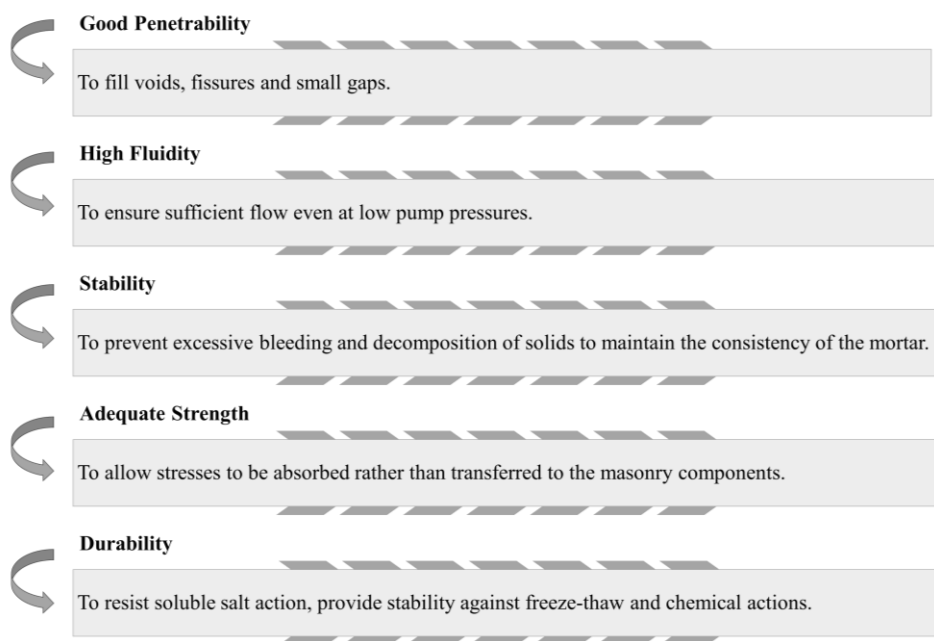 Good Penetrability
To fill voids, fissures and small gaps.
High Fluidity
To ensure sufficient flow even at low pump pressures.
Stability
To prevent excessive bleeding and decomposition of solids to maintain the consistency of the mortar.
Adequate Strength
To allow stresses to be absorbed rather than transferred to the masonry components.
Durability
To resist soluble salt action, provide stability against freeze-thaw and chemical actions.